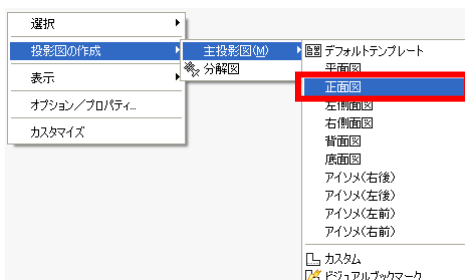 選択
投影図の作成
表示
オプション／プロパティ...
カスタマイズ
主投影図(M)
分解図
デフォルトテンプレート
平面図
正面図
左側面図
右側面図
背面図
底面図
アイソメ(右後)
アイソメ(左後)
アイソメ(左前)
アイソメ(右前)
カスタム
ビジュアルブックマーク